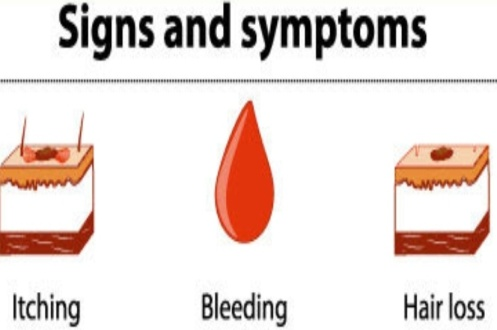 Signs and symptoms
Itching
Bleeding
Hair loss